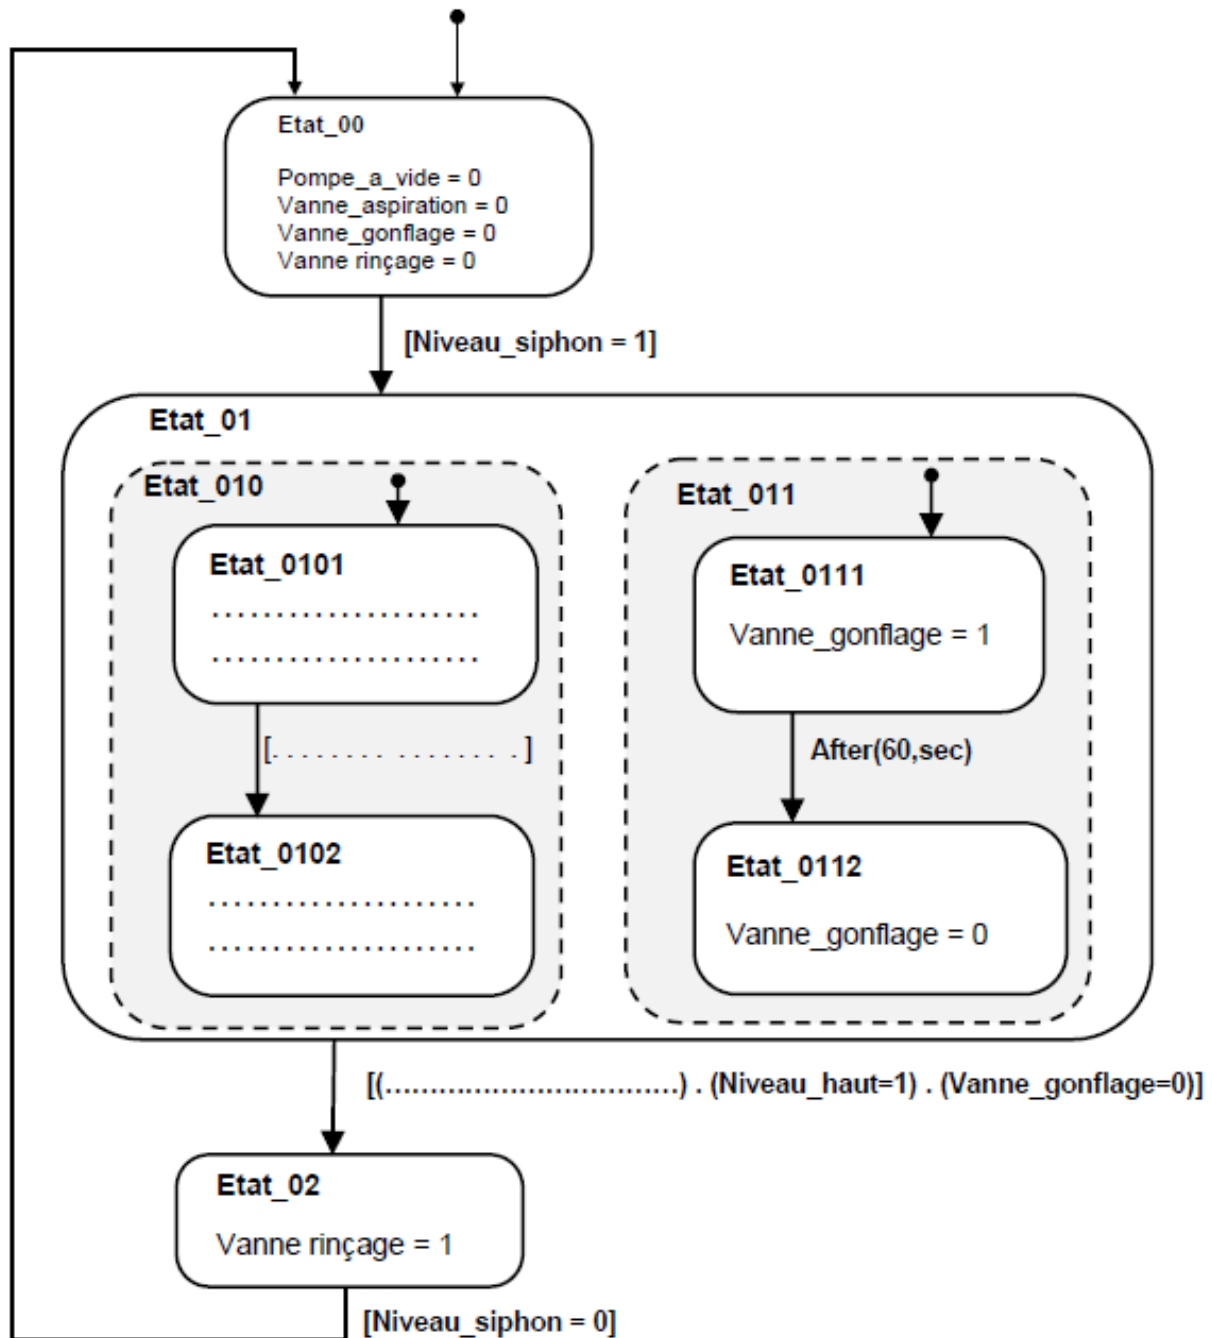 Etat_00
Pompe_a_vide = 0
Vanne_aspiration = 0
Vanne_gonflage = 0
Vanne rinçage = 0
[Niveau_siphon = 1]
Etat_01
Etat_010
Etat_0101
.....................
.....................
[. . . . . . . . . . . . . . . . ]
Etat_0102
.....................
.....................
Etat_011
Etat_0111
Vanne_gonflage = 1
After(60,sec)
Etat_0112
Vanne_gonflage = 0
[(.................................) . (Niveau_haut=1) . (Vanne_gonflage=0)]
Etat_02
Vanne rinçage = 1
[Niveau_siphon = 0]